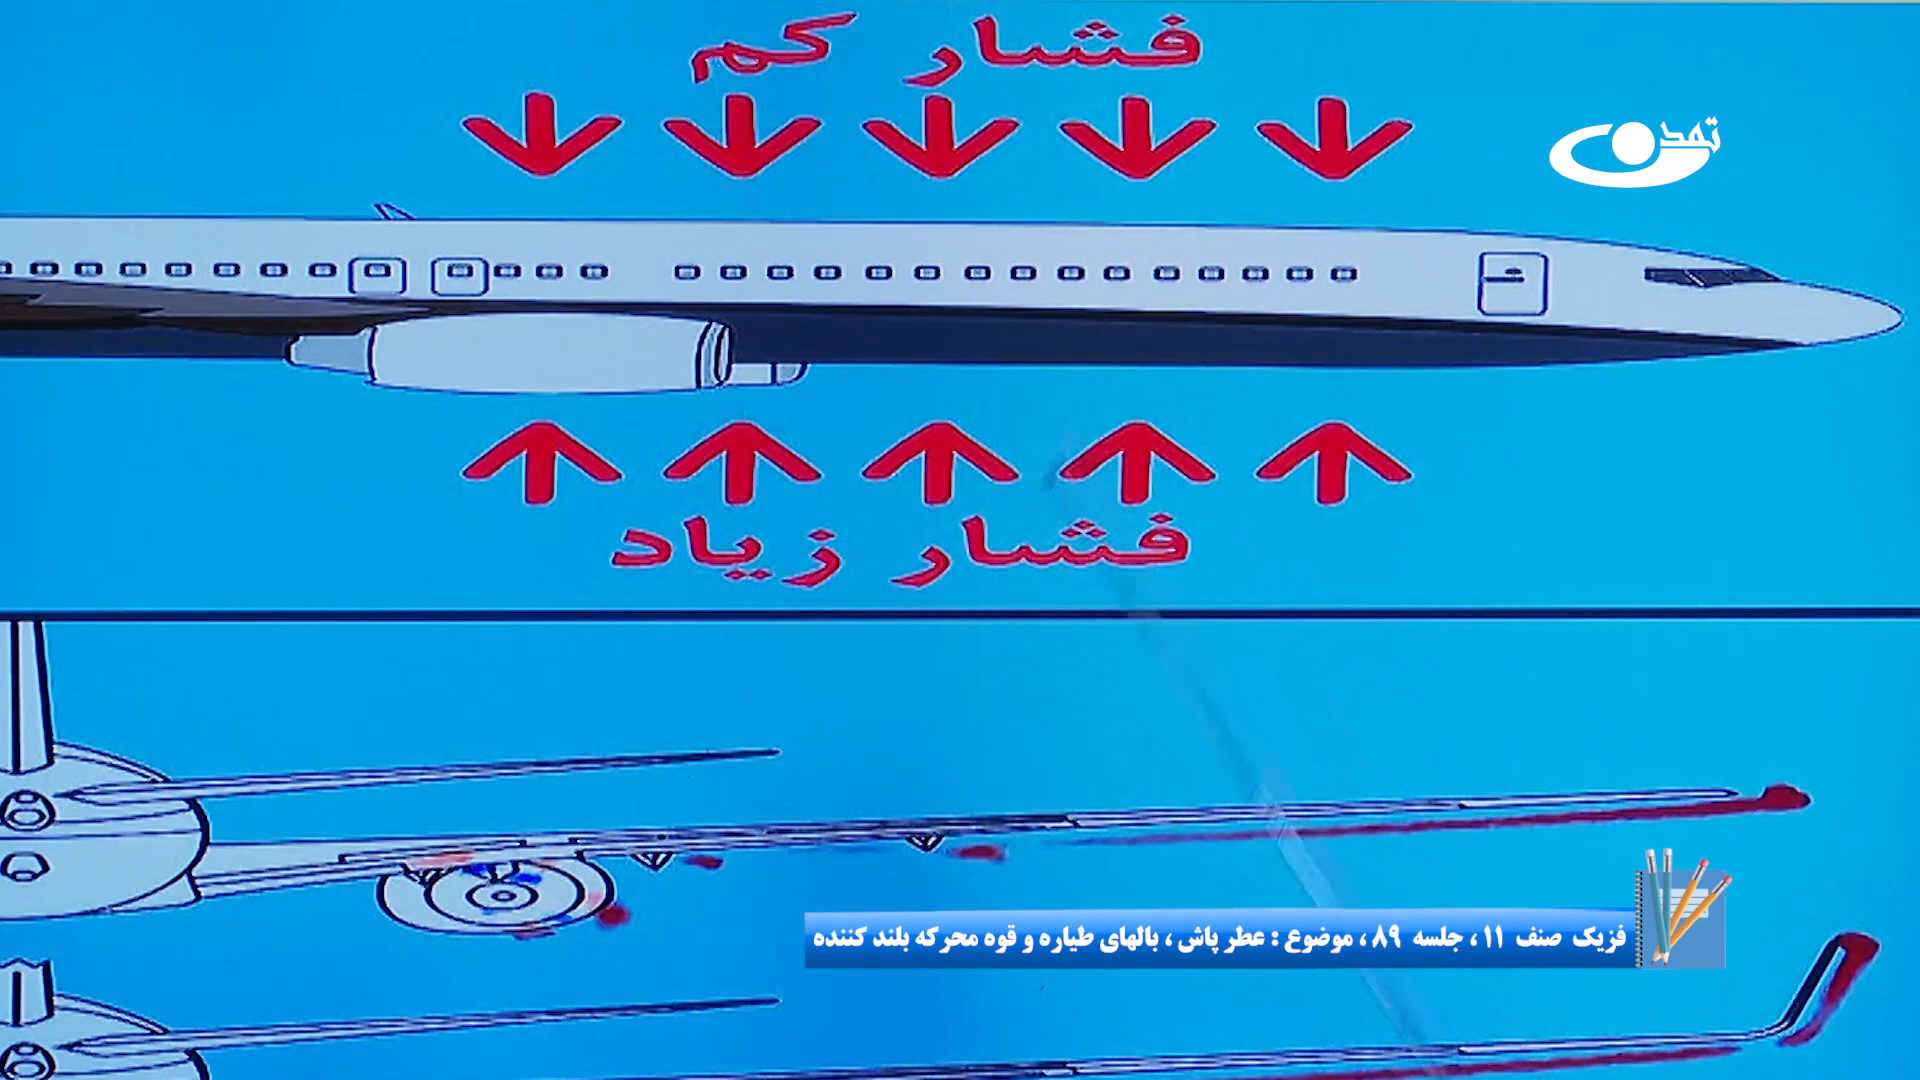 فشار کم
تمدن
فشار زیاد
فزیک صنف ۱۱ ، جلسه ۸۹ ، موضوع : عطر پاش ، بالهای طیاره و قوه محرکه بلند کننده